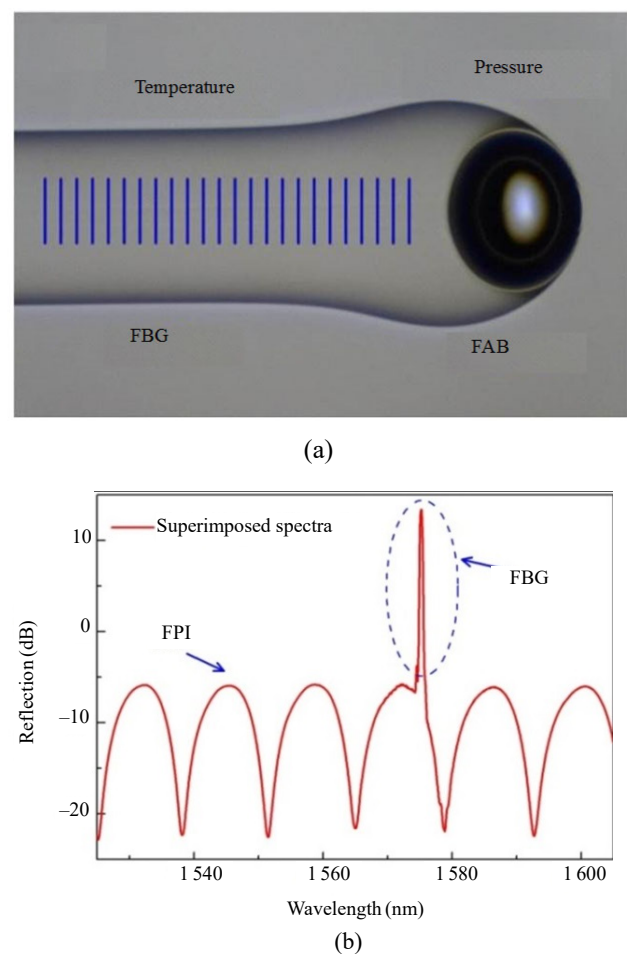 Temperature
Pressure
FBG
FAB
(a)
Superimposed spectra
FPI
FBG
Reflection (dB)
10
0
–10
–20
1 540
1 560
1 580
1 600
Wavelength (nm)
(b)